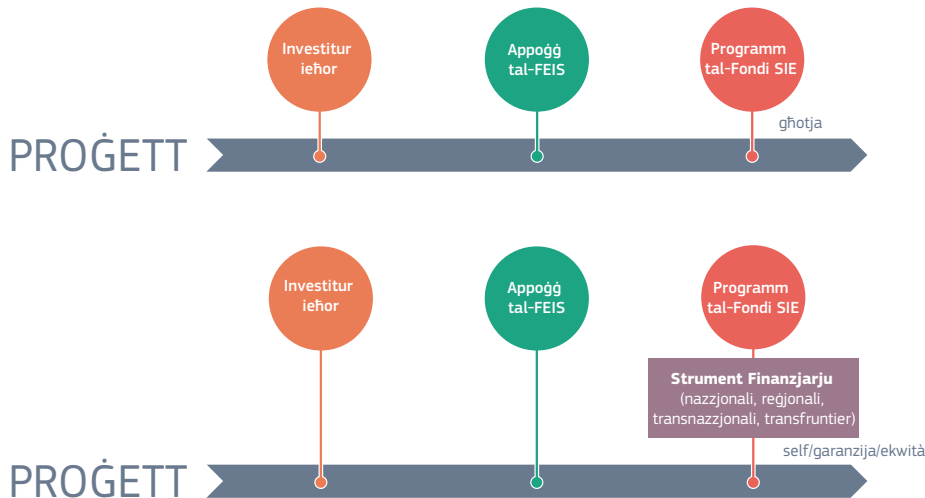 Investitur
ieħor
Appoġġ
tal-FEIS
Programm
tal-Fondi SIE
għotja
PROĠETT
Investitur
ieħor
Appoġġ
tal-FEIS
Programm
tal-Fondi SIE
Strument Finanzjarju
(nazzjonali, reġjonali,
transnazzjonali, transfruntier)
self/garanzija/ekwità
PROĠETT